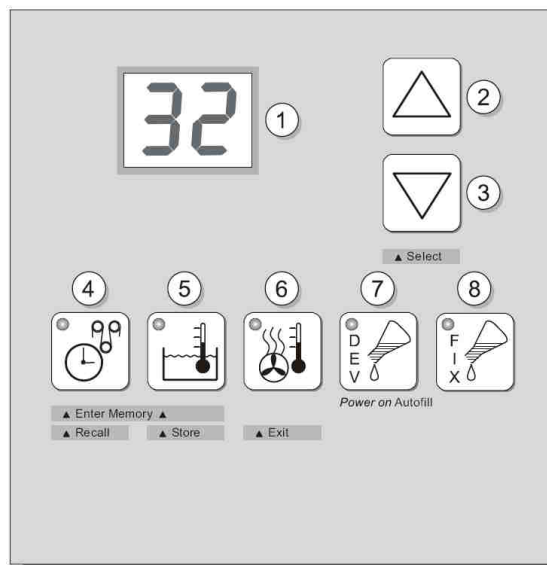 32
1
2
3
▲ Select
4
5
6
7
8
D
E
V
F
I
X
Power on Autofill
▲ Enter Memory ▲
▲ Recall
▲ Store
▲ Exit